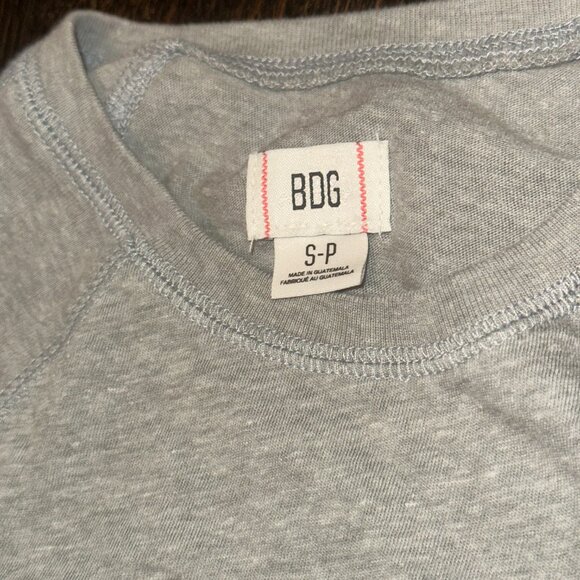 BDG
S-P
MADE IN GUATEMALA
FABRIQUÉ AU GUATEMALA